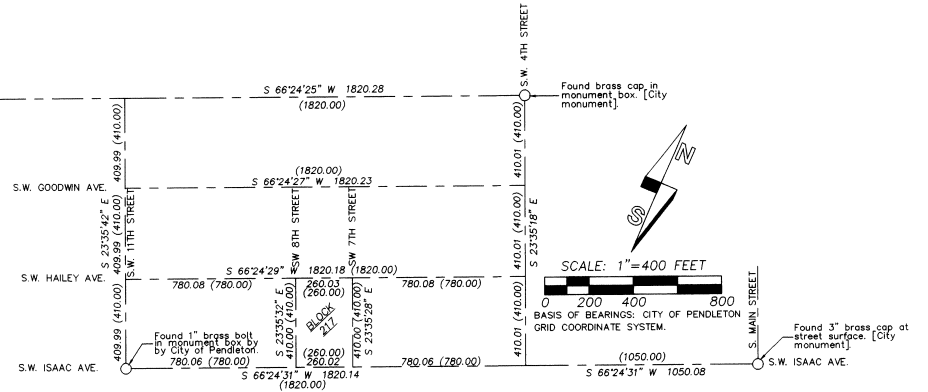 S.W. 4TH STREET
S 66°24'25" W 1820.28
(1820.00)
Found brass cap in
monument box. [City
monument].
409.99 (410.00)
410.01 (410.00)
(1820.00)
S.W. GOODWIN AVE.
S 66°24'27" W 1820.23
N
S
S 23°35'42" E
409.99 (410.00)
S.W. 11TH STREET
SW 8TH STREET
SW 7TH STREET
410.01 (410.00)
S 23°35'18" E
S.W. HAILEY AVE.
S 66°24'29" W 1820.18 (1820.00)
780.08 (780.00)
260.03
(260.00)
780.08 (780.00)
SCALE: 1"=400 FEET
0 200 400 600 800
BASIS OF BEARINGS: CITY OF PENDLETON
GRID COORDINATE SYSTEM.
409.99 (410.00)
S 23°35'32" E
410.00 (410.00)
BLOCK
217
410.00 (410.00)
S 23°35'28" E
410.01 (410.00)
S. MAIN STREET
Found 1" brass bolt
in monument box by
by City of Pendleton.
Found 3" brass cap at
street surface. [City
monument].
S.W. ISAAC AVE.
780.06 (780.00)
(260.00)
260.02
780.06 (780.00)
(1050.00)
S.W. ISAAC AVE.
S 66°24'31" W 1820.14
(1820.00)
S 66°24'31" W 1050.08